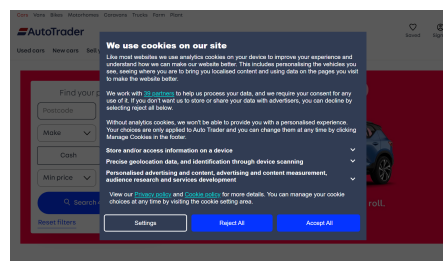 Cars Vans Bikes Motorhomes Caravans Trucks Farm Plant
AutoTrader
Saved
Used cars New cars Sell
We use cookies on our site
Like most websites we use analytics cookies on your device to improve your experience and
understand how we can make our website better. This includes personalising the vehicles you
see, seeing where you are to bring you localised content and using data on the pages you visit
to make the website better.
We work with 39 partners to help us process your data, and we require your consent for any
use of it. If you don't want us to store or share your data with advertisers, you can decline by
selecting reject all below.
Without analytics cookies, we won't be able to provide you with a personalised experience.
Your choices are only applied to Auto Trader and you can change them at any time by clicking
Manage Cookies in the footer.
Store and/or access information on a device
Precise geolocation data, and identification through device scanning
Personalised advertising and content, advertising and content measurement,
audience research and services development
View our Privacy policy and Cookie policy for more details. You can manage your cookie
choices at any time by visiting the cookie setting area.
Settings
Reject All
Accept All
Find your p
Postcode
Make
Cash
Min price
Search
Reset filters
roll.